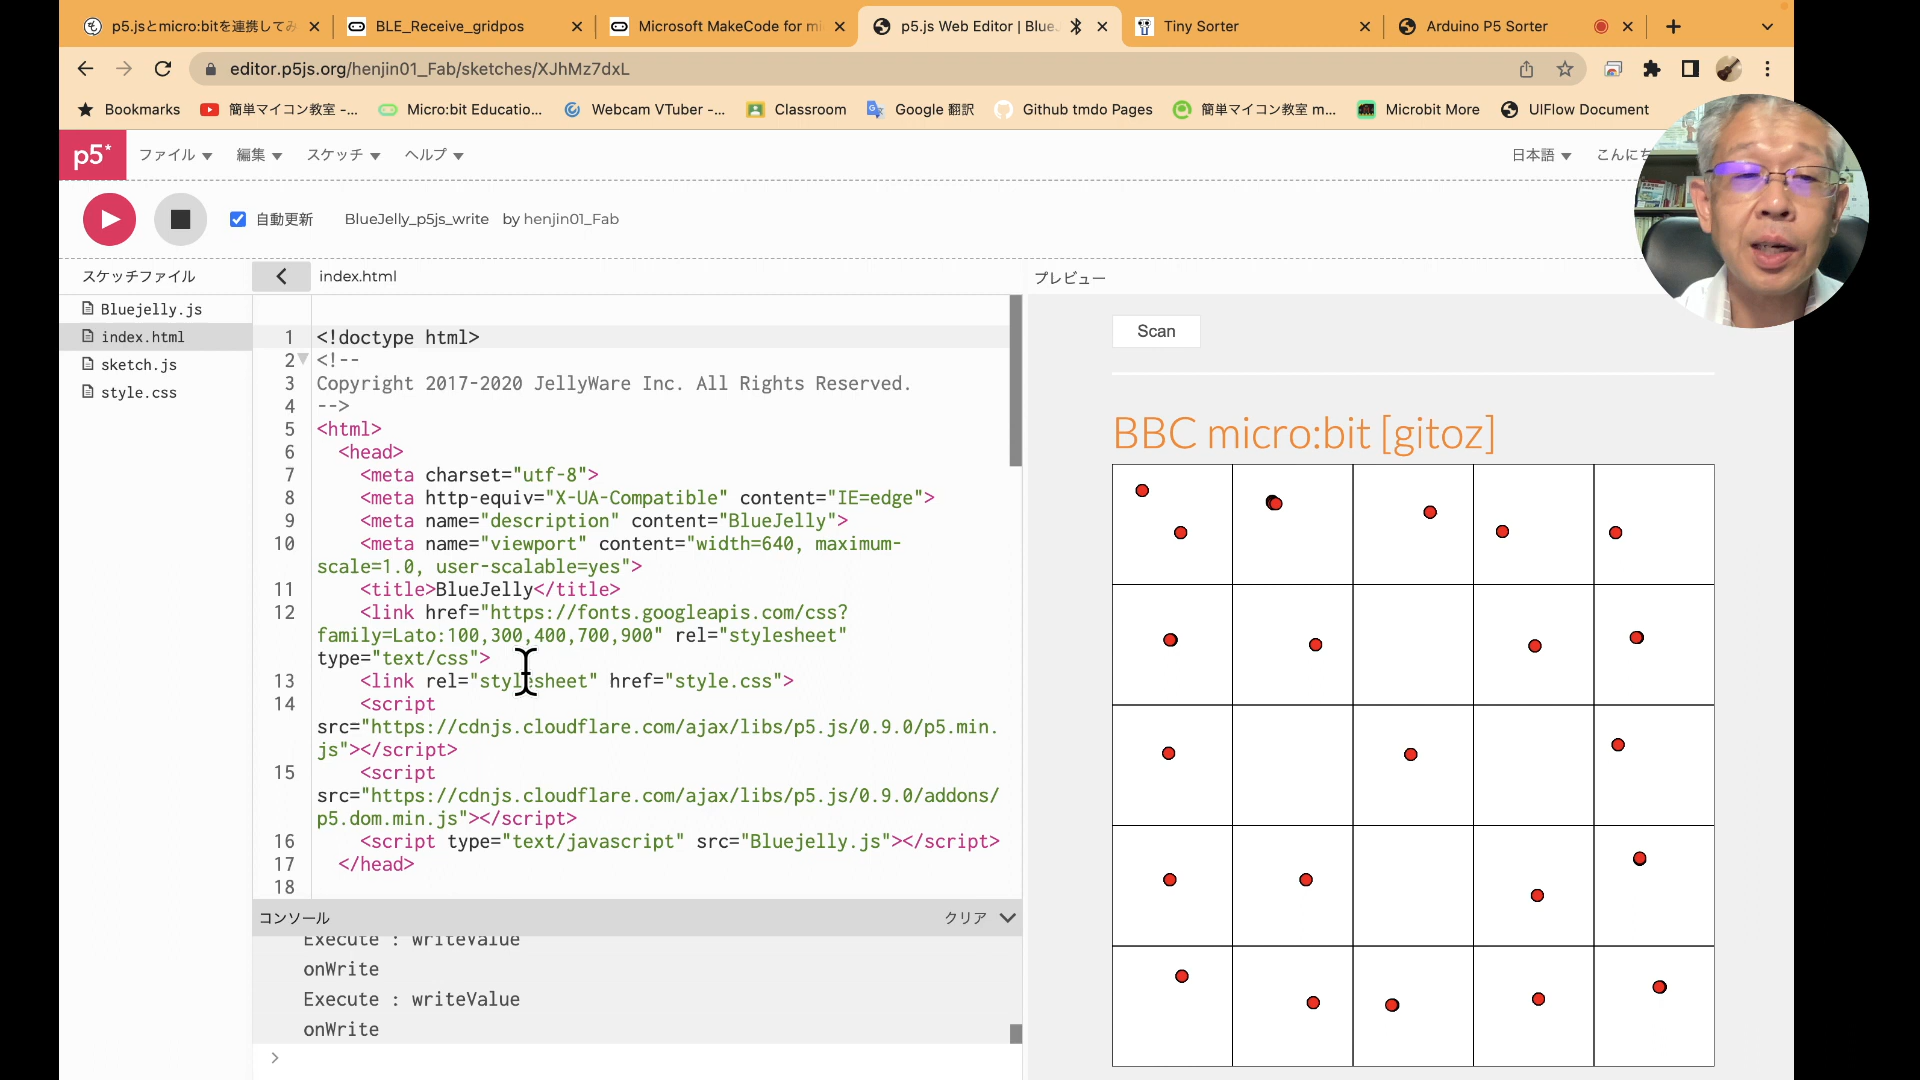 p5.jsとmicro:bitを連携してみ
BLE_Receive_gridpos
Microsoft MakeCode for mi
p5.js Web Editor | Blue
Tiny Sorter
Arduino P5 Sorter
editor.p5js.org/henjin01_Fab/sketches/XJhMz7dxL
Bookmarks
簡単マイコン教室 -...
Micro:bit Educatio...
Webcam VTuber -...
Classroom
Google 翻訳
Github tmdo Pages
簡単マイコン教室 m...
Microbit More
UIFlow Document
p5*
ファイル
編集
スケッチ
ヘルプ
日本語
こんにち
自動更新
BlueJelly_p5js_write
by henjin01_Fab
スケッチファイル
index.html
プレビュー
Bluejelly.js
index.html
sketch.js
style.css
1 <!doctype html>
2 <!--
3 Copyright 2017-2020 JellyWare Inc. All Rights Reserved.
4 -->
5 <html>
6 <head>
7 <meta charset="utf-8">
8 <meta http-equiv="X-UA-Compatible" content="IE=edge">
9 <meta name="description" content="BlueJelly">
10 <meta name="viewport" content="width=640, maximum-
scale=1.0, user-scalable=yes">
11 <title>BlueJelly</title>
12 <link href="https://fonts.googleapis.com/css?
family=Lato:100,300,400,700,900" rel="stylesheet"
type="text/css">
13 <link rel="stylesheet" href="style.css">
14 <script
src="https://cdnjs.cloudflare.com/ajax/libs/p5.js/0.9.0/p5.min.
js"></script>
15 <script
src="https://cdnjs.cloudflare.com/ajax/libs/p5.js/0.9.0/addons/
p5.dom.min.js"></script>
16 <script type="text/javascript" src="Bluejelly.js"></script>
17 </head>
18
コンソール
クリア
Execute : writeValue
onWrite
Execute : writeValue
onWrite
>
Scan
BBC micro:bit [gitoz]